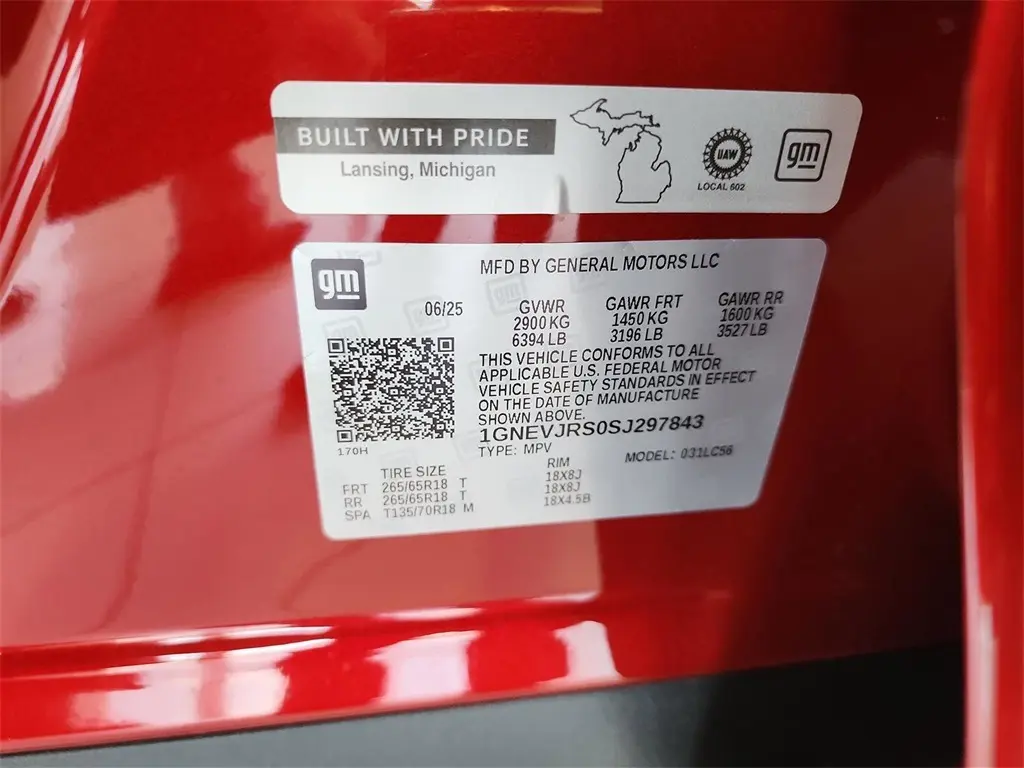 BUILT WITH PRIDE
Lansing, Michigan
UAW
LOCAL 602
gm
gm
MFD BY GENERAL MOTORS LLC
06/25 GVWR GAWR FRT GAWR RR
2900 KG 1450 KG 1600 KG
6394 LB 3196 LB 3527 LB
THIS VEHICLE CONFORMS TO ALL
APPLICABLE U.S. FEDERAL MOTOR
VEHICLE SAFETY STANDARDS IN EFFECT
ON THE DATE OF MANUFACTURE
SHOWN ABOVE.
1GNEVJRS0SJ297843
170H
TYPE: MPV MODEL: 031LC56
TIRE SIZE RIM
FRT 265/65R18 T 18X8J
RR 265/65R18 T 18X8J
SPA T135/70R18 M 18X4.5B